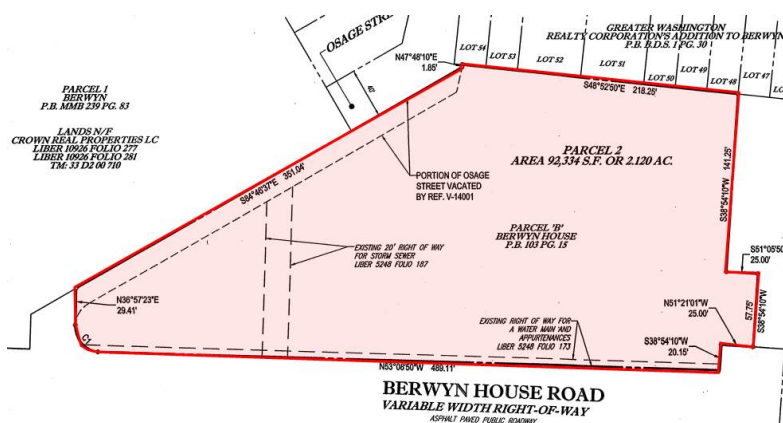 OSAGE STRE
GREATER WASHINGTON
REALTY CORPORATION'S ADDITION TO BERWYN
P.B. B.D.S. 1 PG. 30
LOT 54
LOT 53
LOT 52
LOT 51
LOT 50
LOT 49
LOT 48
LOT 47
LO
N47°48'10"E
1.65'
S48°52'50"E 218.25'
PARCEL 1
BERWYN
P.B. MMB 239 PG. 83
LANDS N/F
CROWN REAL PROPERTIES LC
LIBER 10926 FOLIO 277
LIBER 10926 FOLIO 281
TM: 33 D2 00 710
PARCEL 2
AREA 92,334 S.F. OR 2.120 AC.
S38°54'10"W 141.25'
PORTION OF OSAGE
STREET VACATED
BY REF. V-14001
S84°46'37"E 351.04'
PARCEL 'B'
BERWYN HOUSE
P.B. 103 PG. 15
EXISTING 20' RIGHT OF WAY
FOR STORM SEWER
LIBER 5248 FOLIO 187
S51°05'50
25.00'
S38°54'10"W
57.75'
N36°57'23"E
29.41'
N51°21'01"W
25.00'
EXISTING RIGHT OF WAY FOR
A WATER MAIN AND
APPURTENANCES
LIBER 5248 FOLIO 173
S38°54'10"W
20.15'
C1
N53°06'50"W 489.11'
BERWYN HOUSE ROAD
VARIABLE WIDTH RIGHT-OF-WAY
ASPHALT PAVED PUBLIC ROADWAY